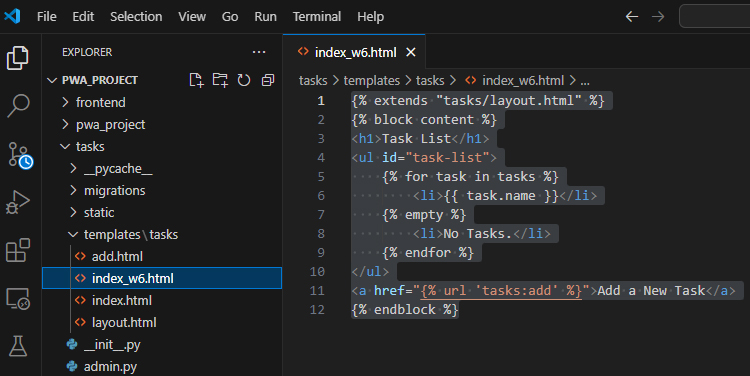 File Edit Selection View Go Run Terminal Help
EXPLORER
PWA_PROJECT
frontend
pwa_project
tasks
__pycache__
migrations
static
templates\tasks
add.html
index_w6.html
index.html
layout.html
__init__.py
admin.py
index_w6.html
tasks > templates > tasks > index_w6.html > ...
1 {% extends "tasks/layout.html" %}
2 {% block content %}
3 <h1>Task List</h1>
4 <ul id="task-list">
5     {% for task in tasks %}
6         <li>{{ task.name }}</li>
7     {% empty %}
8         <li>No Tasks.</li>
9     {% endfor %}
10 </ul>
11 <a href="{% url 'tasks:add' %}">Add a New Task</a>
12 {% endblock %}